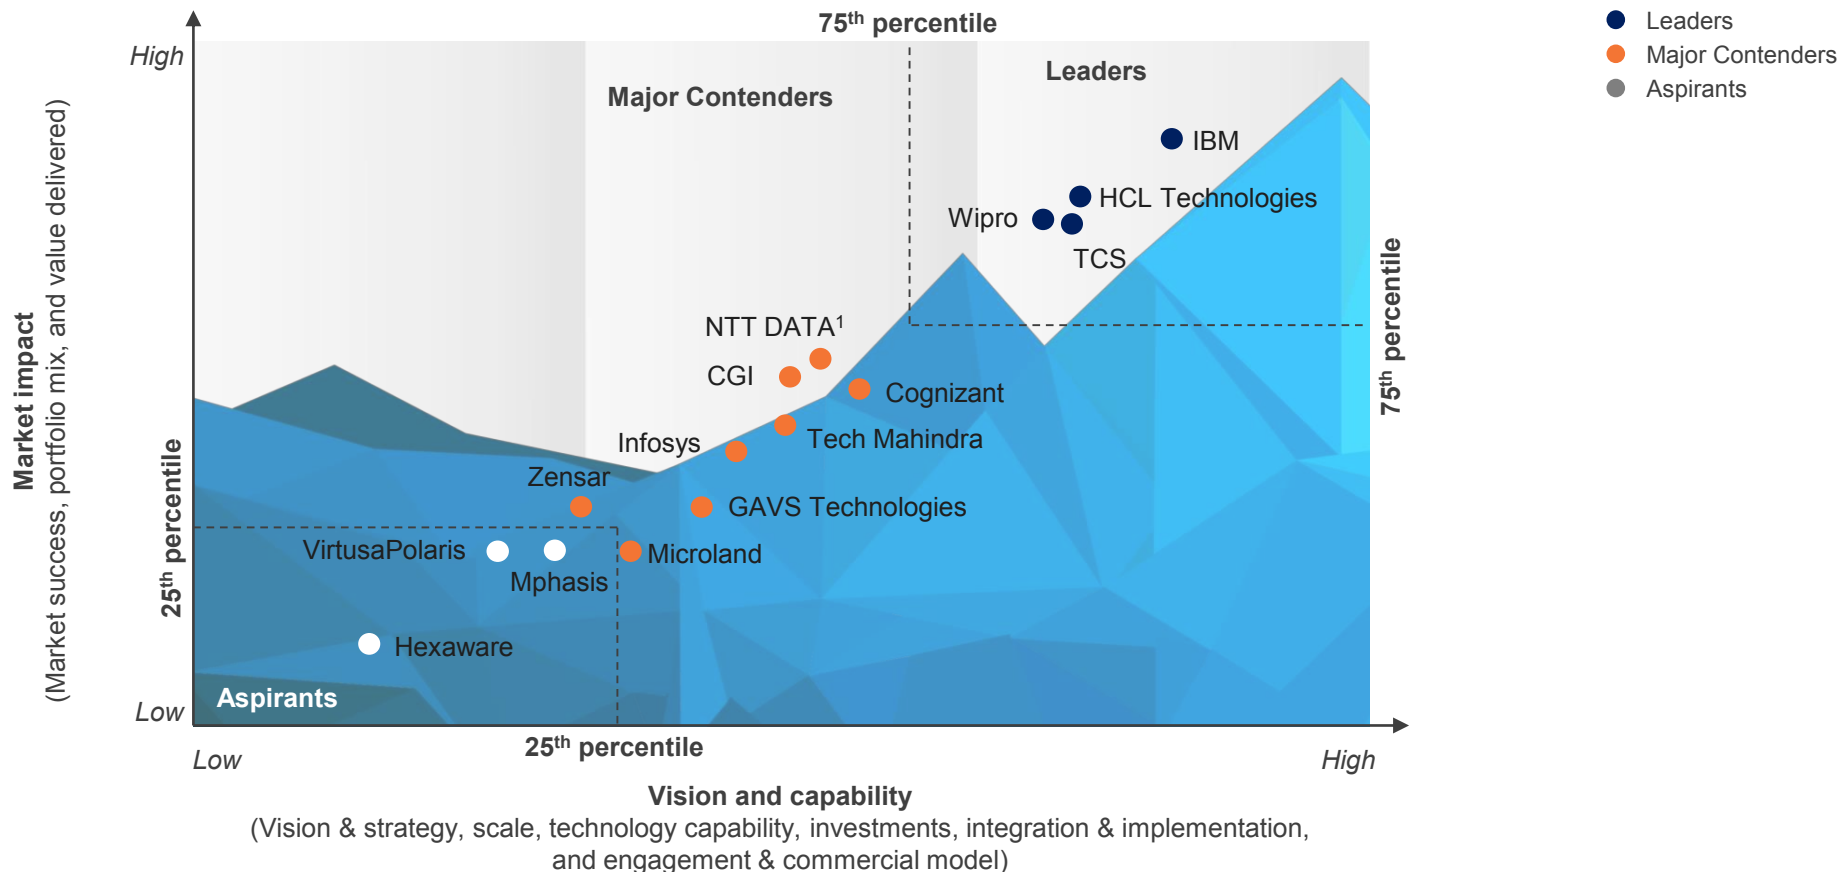 75th percentile
Leaders
Major Contenders
Aspirants
High
Leaders
Major Contenders
IBM
HCL Technologies
Wipro
TCS
NTT DATA1
CGI
Cognizant
Tech Mahindra
Infosys
Zensar
GAVS Technologies
VirtusaPolaris
Microland
Mphasis
Hexaware
Aspirants
Low
Market impact
(Market success, portfolio mix, and value delivered)
25th percentile
75th percentile
25th percentile
Low
High
Vision and capability
(Vision & strategy, scale, technology capability, investments, integration & implementation,
and engagement & commercial model)